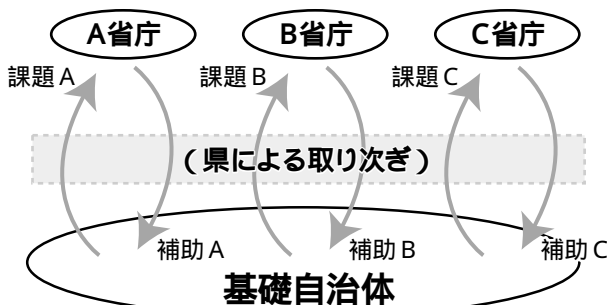 A省庁 B省庁 C省庁
課題 A 課題 B 課題 C
（県による取り次ぎ）
補助 A 補助 B 補助 C
基礎自治体